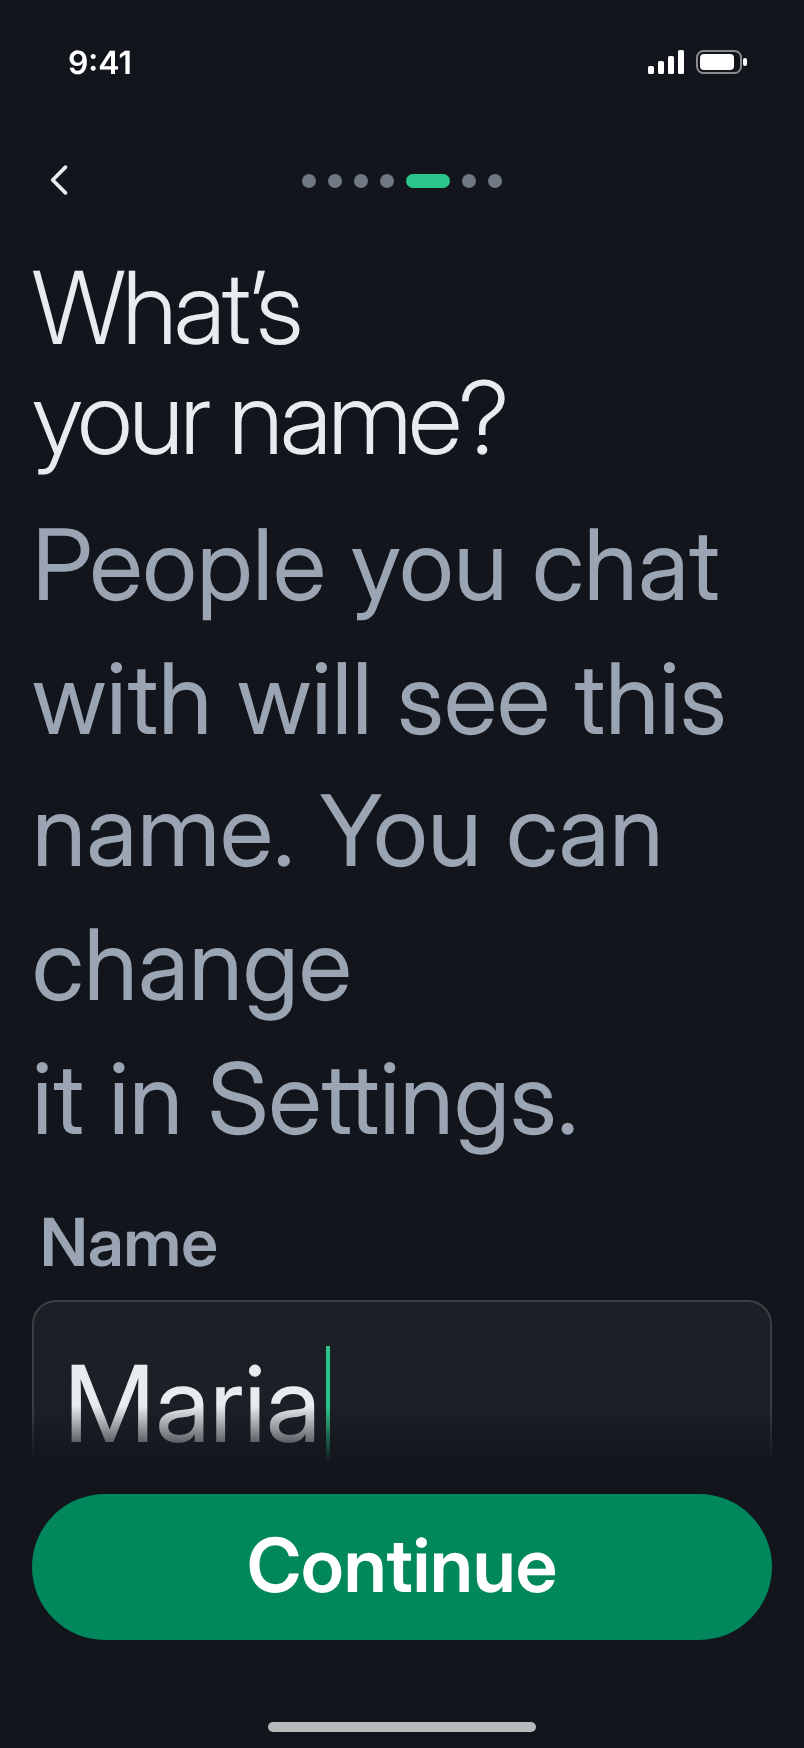 9:41
What’s
your name?
People you chat
with will see this
name. You can
change
it in Settings.
Name
Maria
Continue